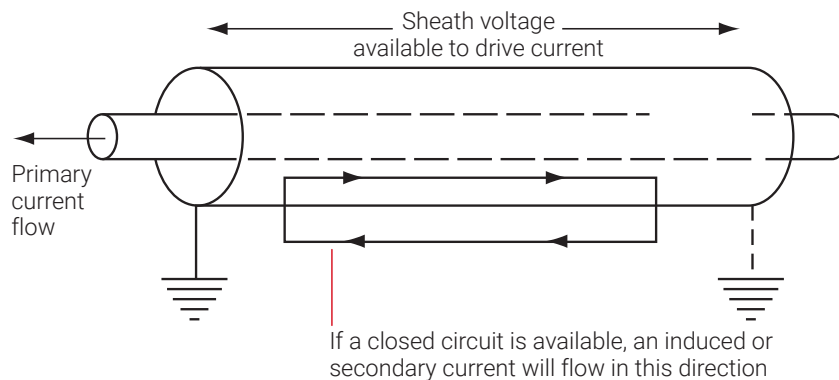 Sheath voltage
available to drive current
Primary
current
flow
If a closed circuit is available, an induced or
secondary current will flow in this direction